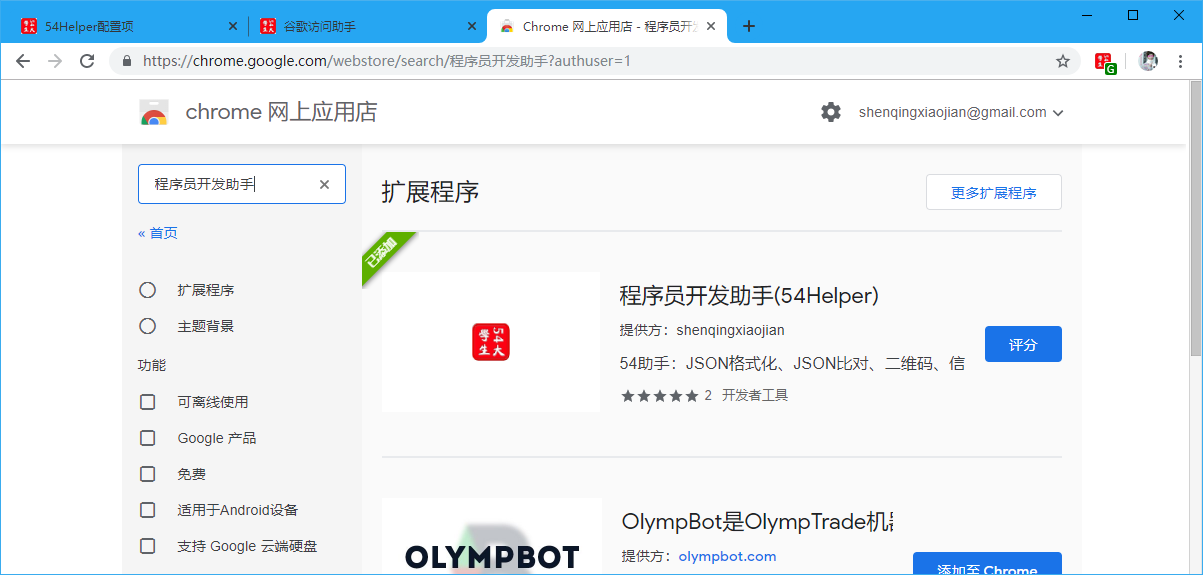 54Helper配置项
谷歌访问助手
Chrome 网上应用店 - 程序员开发
https://chrome.google.com/webstore/search/程序员开发助手?authuser=1
G
chrome 网上应用店
shenqingxiaojian@gmail.com
程序员开发助手
扩展程序
更多扩展程序
« 首页
已添加
扩展程序
主题背景
功能
可离线使用
Google 产品
免费
适用于Android设备
支持 Google 云端硬盘
54大
学生
程序员开发助手(54Helper)
提供方：shenqingxiaojian
54助手：JSON格式化、JSON比对、二维码、信
2 开发者工具
评分
OLYMPBOT
OlympBot是OlympTrade机器
提供方：olympbot.com
添加至 Chrome